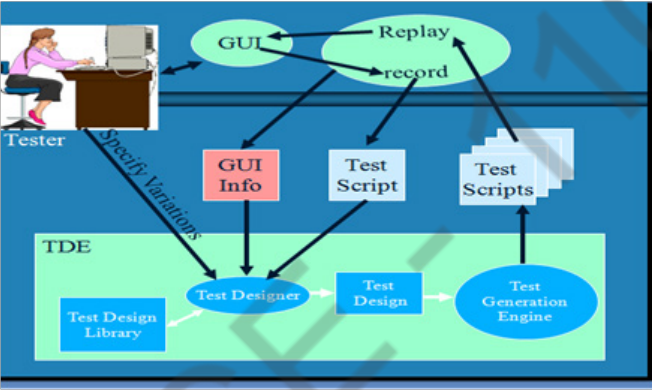 GUI
Replay
record
Tester
Specify Variations
GUI
Info
Test
Script
Test
Scripts
TDE
Test Designer
Test
Design
Test
Generation
Engine
Test Design
Library